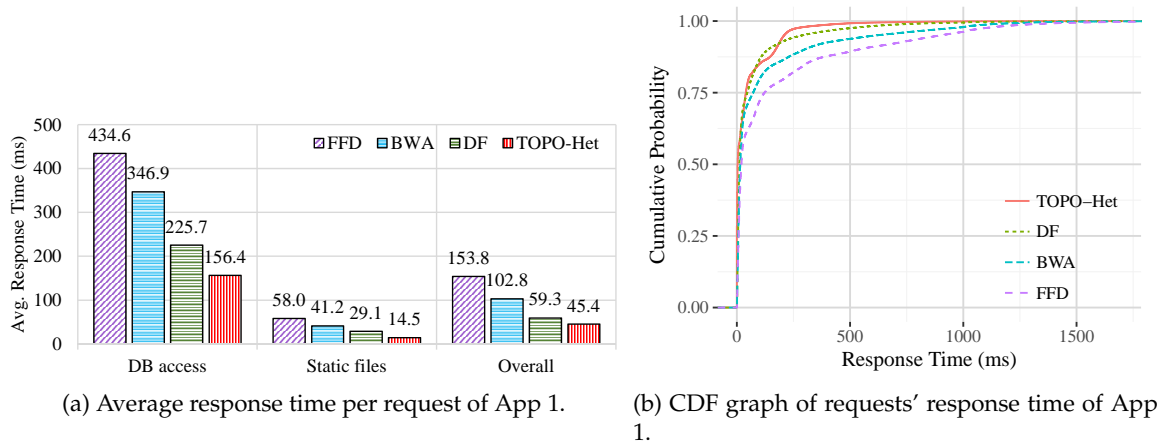 500
400
300
200
100
0
Avg. Response Time (ms)
FFD BWA DF TOPO-Het
434.6
346.9
225.7
156.4
58.0
41.2
29.1
14.5
153.8
102.8
59.3
45.4
DB access Static files Overall
(a) Average response time per request of App 1.
1.00
0.75
0.50
0.25
0.00
Cumulative Probability
TOPO−Het
DF
BWA
FFD
0 500 1000 1500
Response Time (ms)
(b) CDF graph of requests’ response time of App
1.